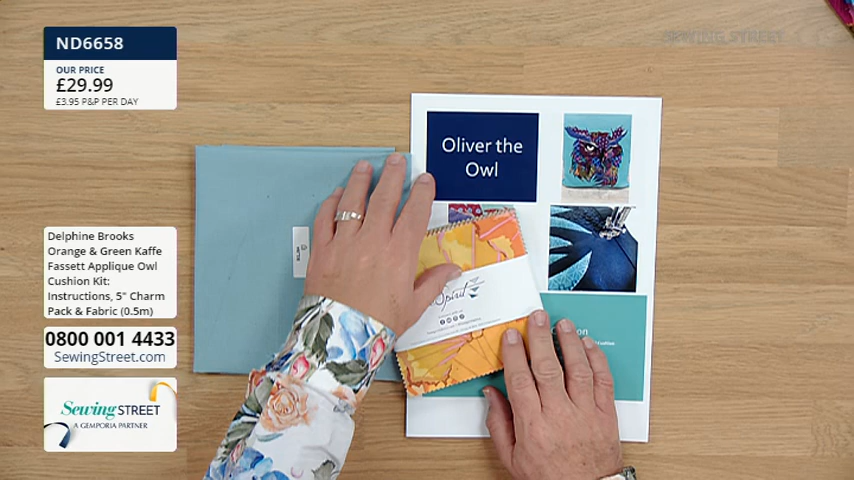 ND6658
OUR PRICE
£29.99
£3.95 P&P PER DAY
SEWING STREET
Oliver the
Owl
Spirit
Delphine Brooks
Orange & Green Kaffe
Fassett Applique Owl
Cushion Kit:
Instructions, 5" Charm
Pack & Fabric (0.5m)
0800 001 4433
SewingStreet.com
Sewing STREET
A GEMPORIA PARTNER